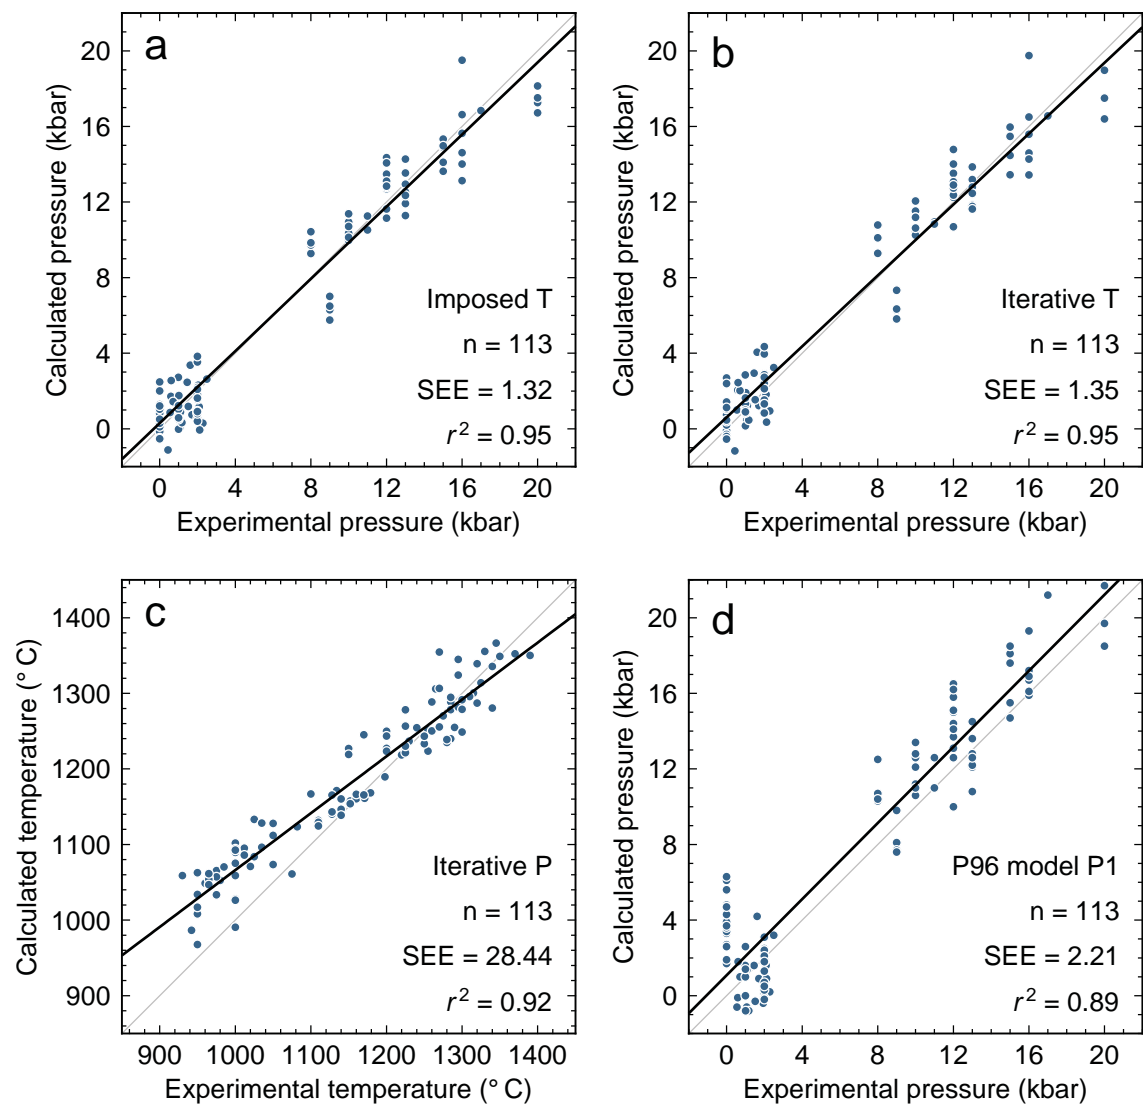 a
20
16
12
8
4
0
Calculated pressure (kbar)
Imposed T
n = 113
SEE = 1.32
r² = 0.95
0 4 8 12 16 20
Experimental pressure (kbar)
b
20
16
12
8
4
0
Calculated pressure (kbar)
Iterative T
n = 113
SEE = 1.35
r² = 0.95
0 4 8 12 16 20
Experimental pressure (kbar)
c
1400
1300
1200
1100
1000
900
Calculated temperature (° C)
Iterative P
n = 113
SEE = 28.44
r² = 0.92
900 1000 1100 1200 1300 1400
Experimental temperature (° C)
d
20
16
12
8
4
0
Calculated pressure (kbar)
P96 model P1
n = 113
SEE = 2.21
r² = 0.89
0 4 8 12 16 20
Experimental pressure (kbar)